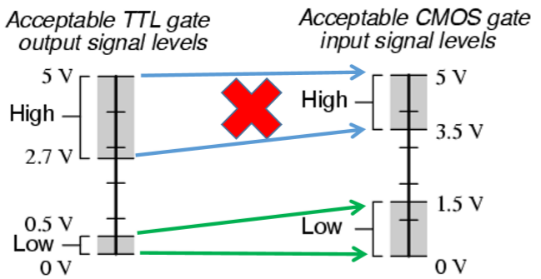 Acceptable TTL gate
output signal levels
5 V
High
2.7 V
0.5 V
Low
0 V
Acceptable CMOS gate
input signal levels
5 V
High
3.5 V
1.5 V
Low
0 V